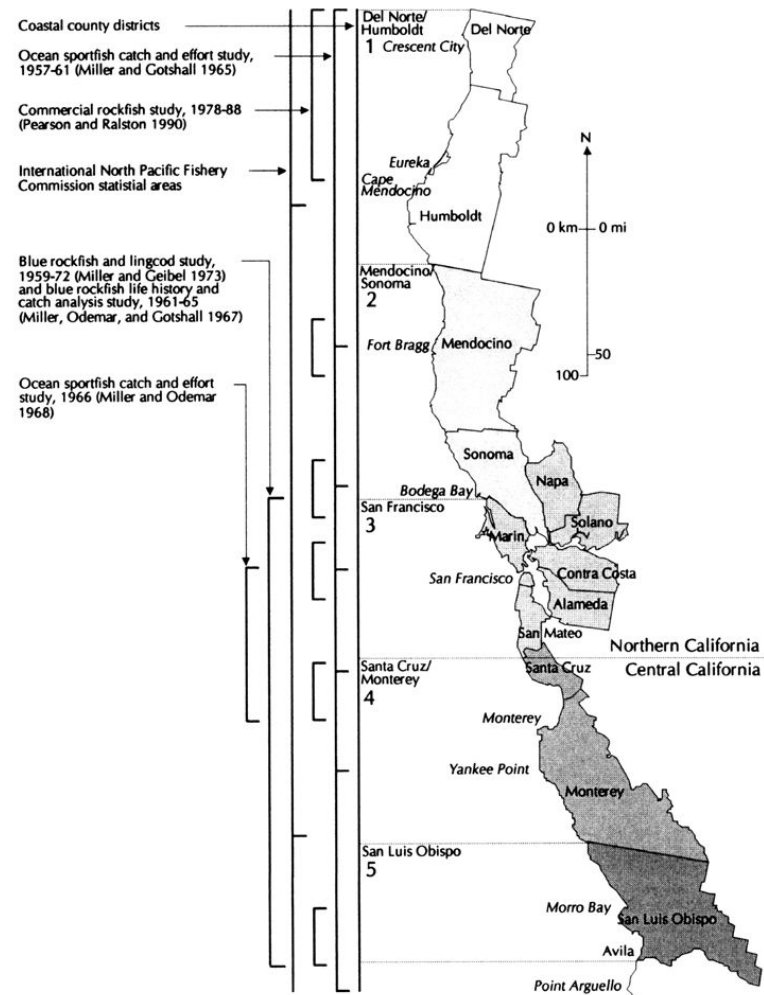 Coastal county districts
Ocean sportfish catch and effort study,
1957-61 (Miller and Gotshall 1965)
Commercial rockfish study, 1978-88
(Pearson and Ralston 1990)
International North Pacific Fishery
Commission statistial areas
Blue rockfish and lingcod study,
1959-72 (Miller and Geibel 1973)
and blue rockfish life history and
catch analysis study, 1961-65
(Miller, Odemar, and Gotshall 1967)
Ocean sportfish catch and effort
study, 1966 (Miller and Odemar
1968)
Del Norte/
Humboldt
1 Crescent City
Del Norte
Eureka
Cape
Mendocino
Humboldt
N
0 km
0 mi
50
100
Mendocino/
Sonoma
2
Fort Bragg
Mendocino
Sonoma
Bodega Bay
Napa
Solano
San Francisco
3
Marin
San Francisco
Contra Costa
Alameda
San Mateo
Northern California
Central California
Santa Cruz/
Monterey
4
Santa Cruz
Monterey
Yankee Point
Monterey
San Luis Obispo
5
Morro Bay
San Luis Obispo
Avila
Point Arguello